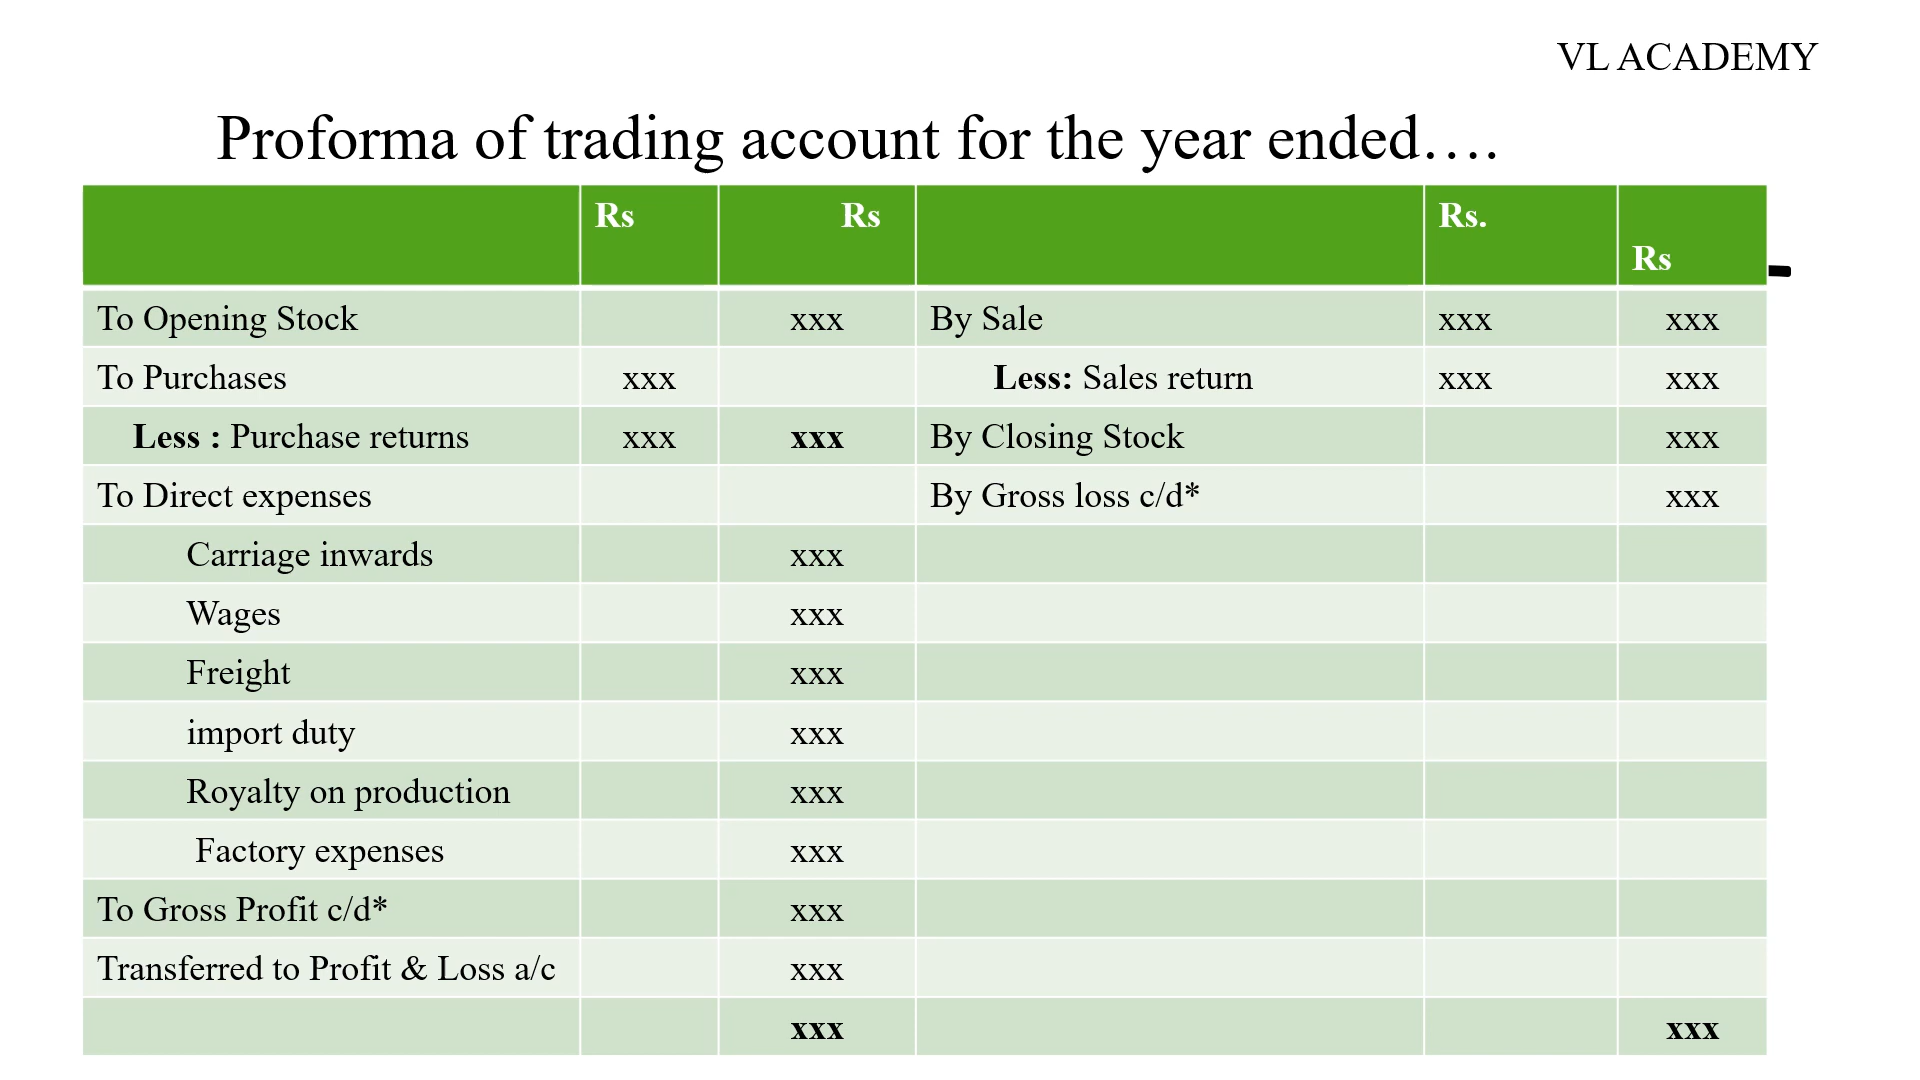 VL ACADEMY
Proforma of trading account for the year ended….
Rs Rs Rs. Rs
To Opening Stock xxx By Sale xxx xxx
To Purchases xxx Less: Sales return xxx xxx
Less : Purchase returns xxx xxx By Closing Stock xxx
To Direct expenses By Gross loss c/d* xxx
Carriage inwards xxx
Wages xxx
Freight xxx
import duty xxx
Royalty on production xxx
Factory expenses xxx
To Gross Profit c/d* xxx
Transferred to Profit & Loss a/c xxx
xxx xxx